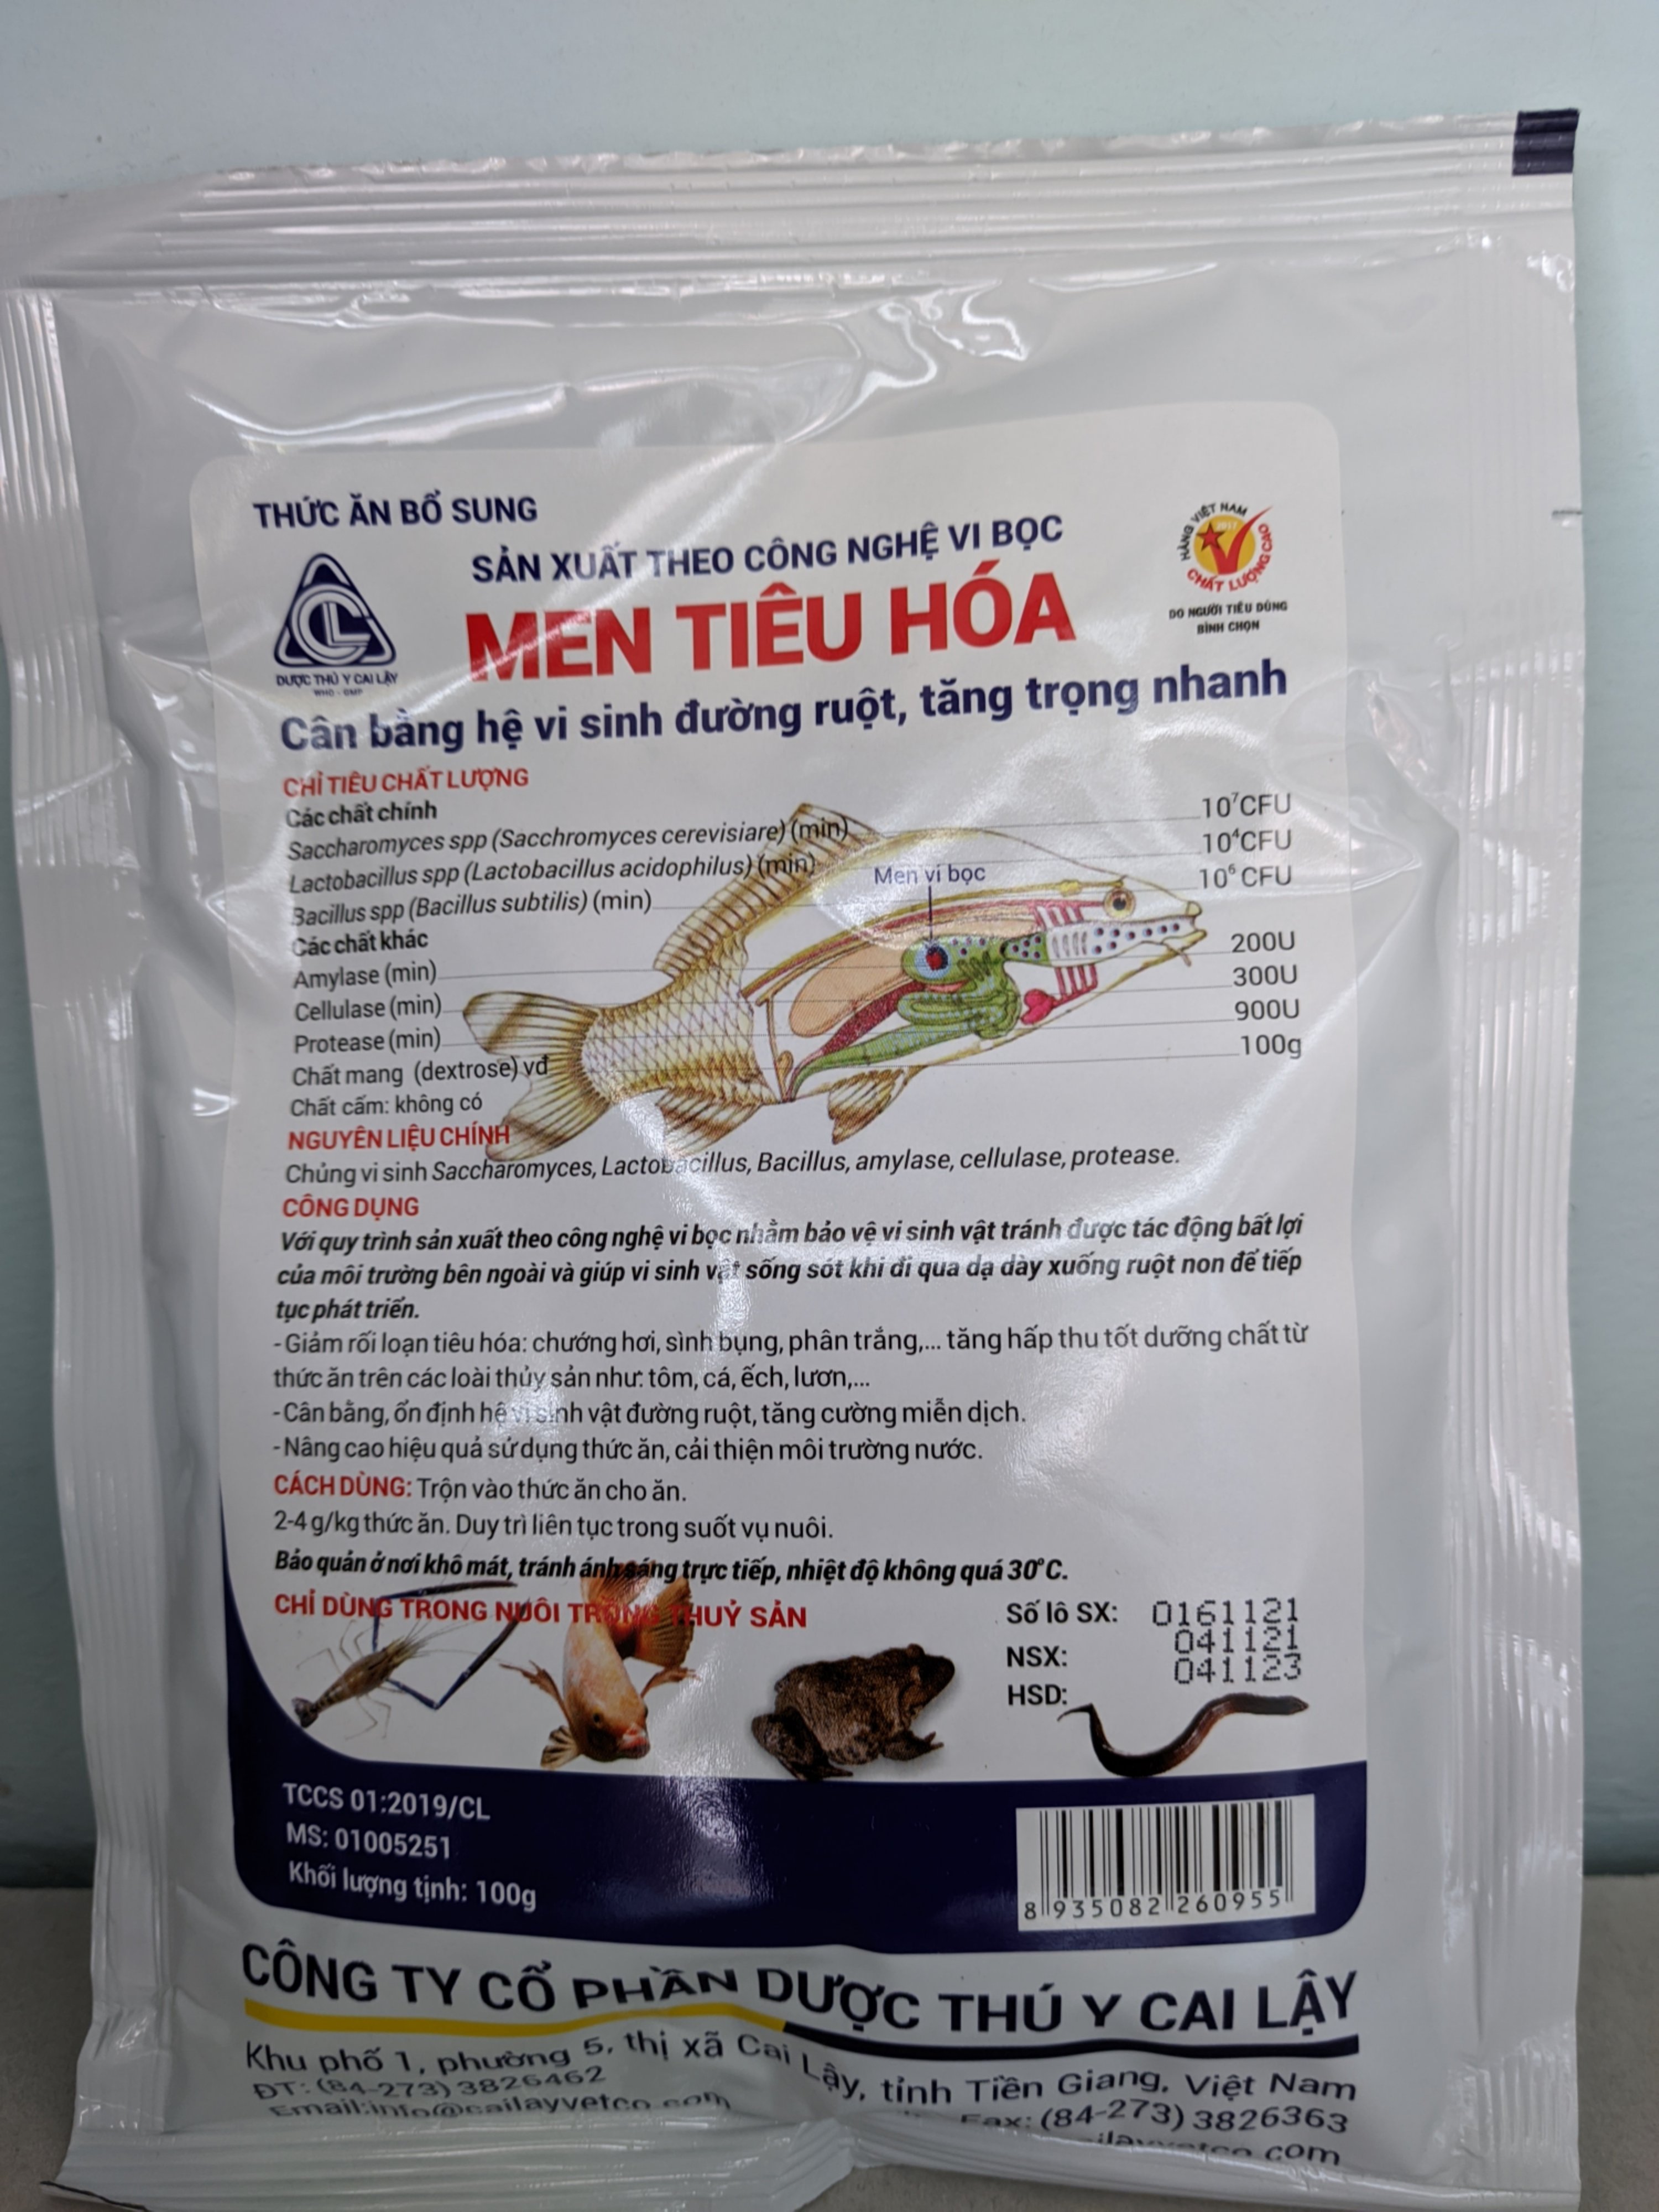 THỨC ĂN BỔ SUNG
SẢN XUẤT THEO CÔNG NGHỆ VI BỌC
MEN TIÊU HÓA
Cân bằng hệ vi sinh đường ruột, tăng trọng nhanh
CL
DƯỢC THÚ Y CAI LẬY
WHO - GMP
HÀNG VIỆT NAM
2017
CHẤT LƯỢNG CAO
DO NGƯỜI TIÊU DÙNG
BÌNH CHỌN
CHỈ TIÊU CHẤT LƯỢNG
Các chất chính
Saccharomyces spp (Sacchromyces cerevisiare) (min) 10⁷CFU
Lactobacillus spp (Lactobacillus acidophilus) (min) 10⁴CFU
Bacillus spp (Bacillus subtilis) (min) 10⁶ CFU
Men vi bọc
Các chất khác
Amylase (min) 200U
Cellulase (min) 300U
Protease (min) 900U
Chất mang (dextrose) vđ 100g
Chất cấm: không có
NGUYÊN LIỆU CHÍNH
Chủng vi sinh Saccharomyces, Lactobacillus, Bacillus, amylase, cellulase, protease.
CÔNG DỤNG
Với quy trình sản xuất theo công nghệ vi bọc nhằm bảo vệ vi sinh vật tránh được tác động bất lợi
của môi trường bên ngoài và giúp vi sinh vật sống sót khi đi qua dạ dày xuống ruột non để tiếp
tục phát triển.
- Giảm rối loạn tiêu hóa: chướng hơi, sình bụng, phân trắng,... tăng hấp thu tốt dưỡng chất từ
thức ăn trên các loài thủy sản như: tôm, cá, ếch, lươn,...
- Cân bằng, ổn định hệ vi sinh vật đường ruột, tăng cường miễn dịch.
- Nâng cao hiệu quả sử dụng thức ăn, cải thiện môi trường nước.
CÁCH DÙNG: Trộn vào thức ăn cho ăn.
2-4 g/kg thức ăn. Duy trì liên tục trong suốt vụ nuôi.
Bảo quản ở nơi khô mát, tránh ánh sáng trực tiếp, nhiệt độ không quá 30°C.
CHỈ DÙNG TRONG NUÔI TRỒNG THUỶ SẢN
Số lô SX: 0161121
NSX: 041121
HSD: 041123
TCCS 01:2019/CL
MS: 01005251
Khối lượng tịnh: 100g
8 935082 260955
CÔNG TY CỔ PHẦN DƯỢC THÚ Y CAI LẬY
Khu phố 1, phường 5, thị xã Cai Lậy, tỉnh Tiền Giang, Việt Nam
ĐT: (84-273) 3826462 Fax: (84-273) 3826363
Email:info@cailayvetco.com